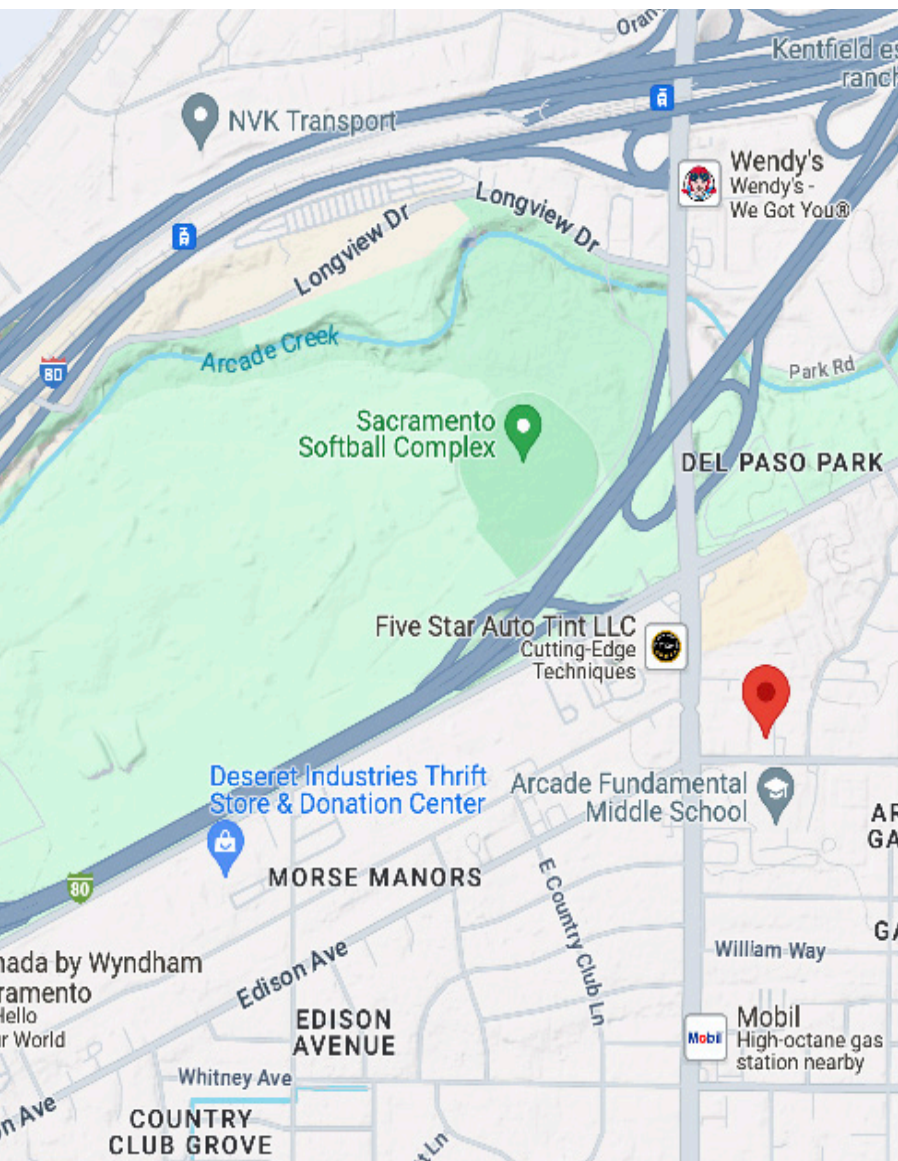 Oran
Kentfield es
ranch
NVK Transport
Wendy's
Wendy's -
We Got You®
Longview Dr
Longview Dr
Arcade Creek
80
Park Rd
Sacramento
Softball Complex
DEL PASO PARK
Five Star Auto Tint LLC
Cutting-Edge
Techniques
Deseret Industries Thrift
Store & Donation Center
Arcade Fundamental
Middle School
AR
GA
80
MORSE MANORS
E Country Club Ln
GA
William Way
nada by Wyndham
ramento
Hello
ur World
Edison Ave
Mobil
Mobil
High-octane gas
station nearby
EDISON
AVENUE
Whitney Ave
on Ave
COUNTRY
CLUB GROVE
t Ln